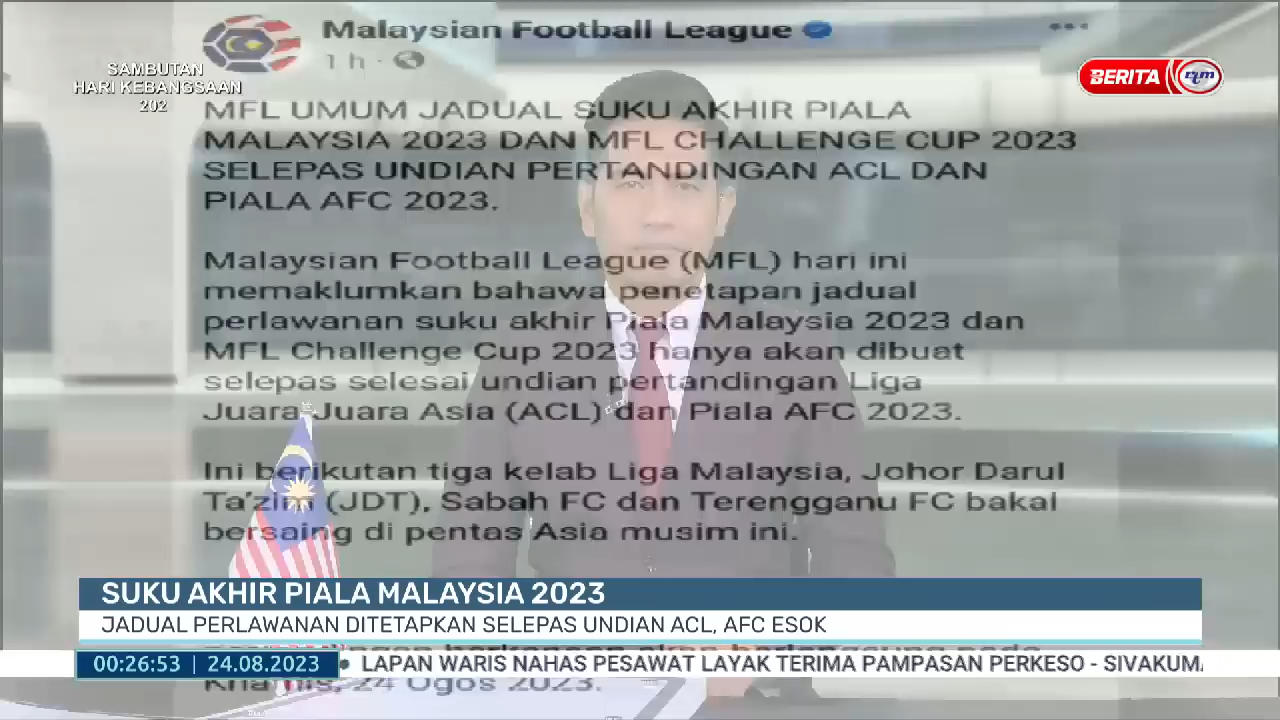 Malaysian Football League
1 h
SAMBUTAN
HARI KEBANGSAAN
202
BERITA rtm
MFL UMUM JADUAL SUKU AKHIR PIALA
MALAYSIA 2023 DAN MFL CHALLENGE CUP 2023
SELEPAS UNDIAN PERTANDINGAN ACL DAN
PIALA AFC 2023.
Malaysian Football League (MFL) hari ini
memaklumkan bahawa penetapan jadual
perlawanan suku akhir Piala Malaysia 2023 dan
MFL Challenge Cup 2023 hanya akan dibuat
selepas selesai undian pertandingan Liga
Juara-Juara Asia (ACL) dan Piala AFC 2023.
Ini berikutan tiga kelab Liga Malaysia, Johor Darul
Ta'zim (JDT), Sabah FC dan Terengganu FC bakal
bersaing di pentas Asia musim ini.
SUKU AKHIR PIALA MALAYSIA 2023
JADUAL PERLAWANAN DITETAPKAN SELEPAS UNDIAN ACL, AFC ESOK
00:26:53 | 24.08.2023 • LAPAN WARIS NAHAS PESAWAT LAYAK TERIMA PAMPASAN PERKESO - SIVAKUMA
Khamis, 24 Ogos 2023.